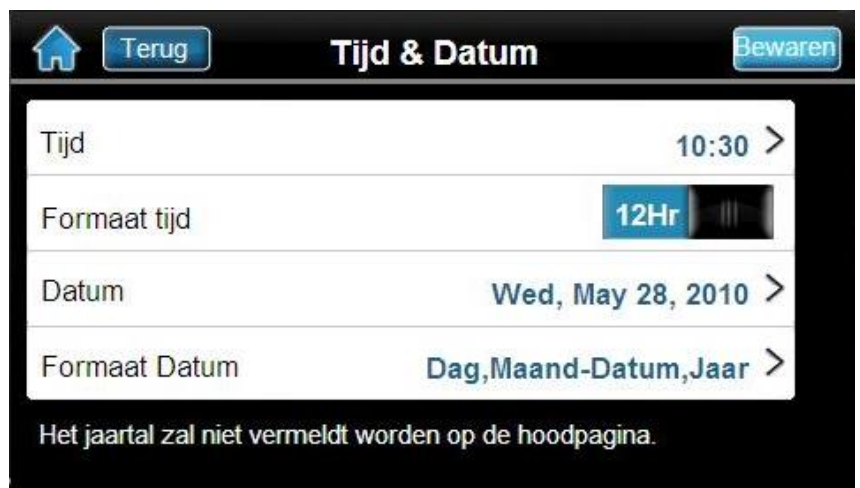 Terug Tijd & Datum Bewaren
Tijd 10:30
Formaat tijd 12Hr
Datum Wed, May 28, 2010
Formaat Datum Dag,Maand-Datum,Jaar
Het jaartal zal niet vermeldt worden op de hoodpagina.